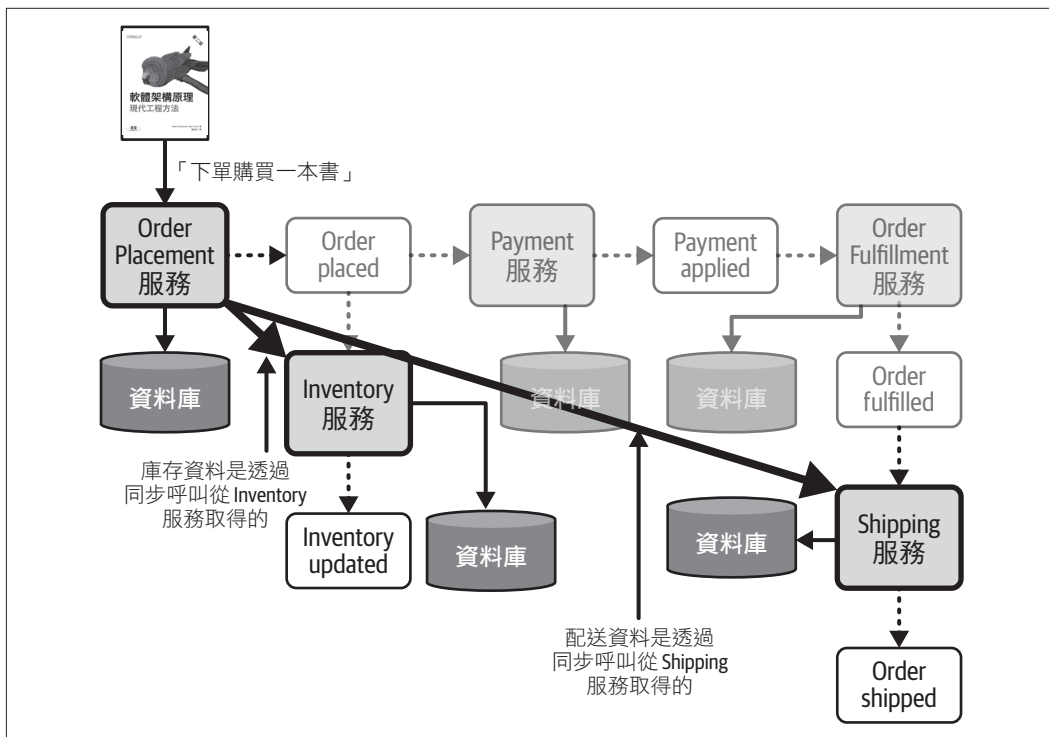 O'REILLY
軟體架構原理
現代工程方法
「下單購買一本書」
Order
Placement
服務
Order
placed
Payment
服務
Payment
applied
Order
Fulfillment
服務
資料庫
Inventory
服務
資料庫
資料庫
Order
fulfilled
庫存資料是透過
同步呼叫從 Inventory
服務取得的
Inventory
updated
資料庫
資料庫
Shipping
服務
配送資料是透過
同步呼叫從 Shipping
服務取得的
Order
shipped